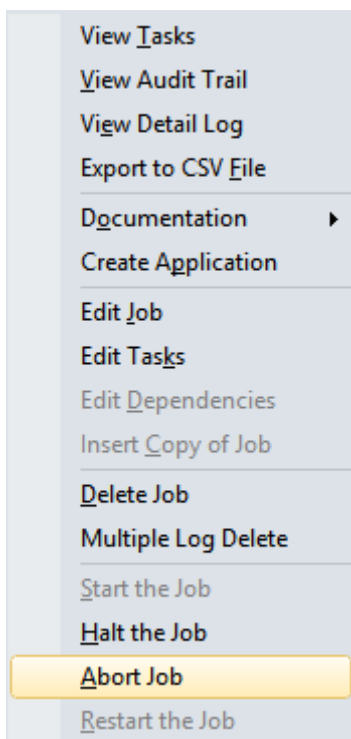 View Tasks
View Audit Trail
View Detail Log
Export to CSV File
Documentation
Create Application
Edit Job
Edit Tasks
Edit Dependencies
Insert Copy of Job
Delete Job
Multiple Log Delete
Start the Job
Halt the Job
Abort Job
Restart the Job